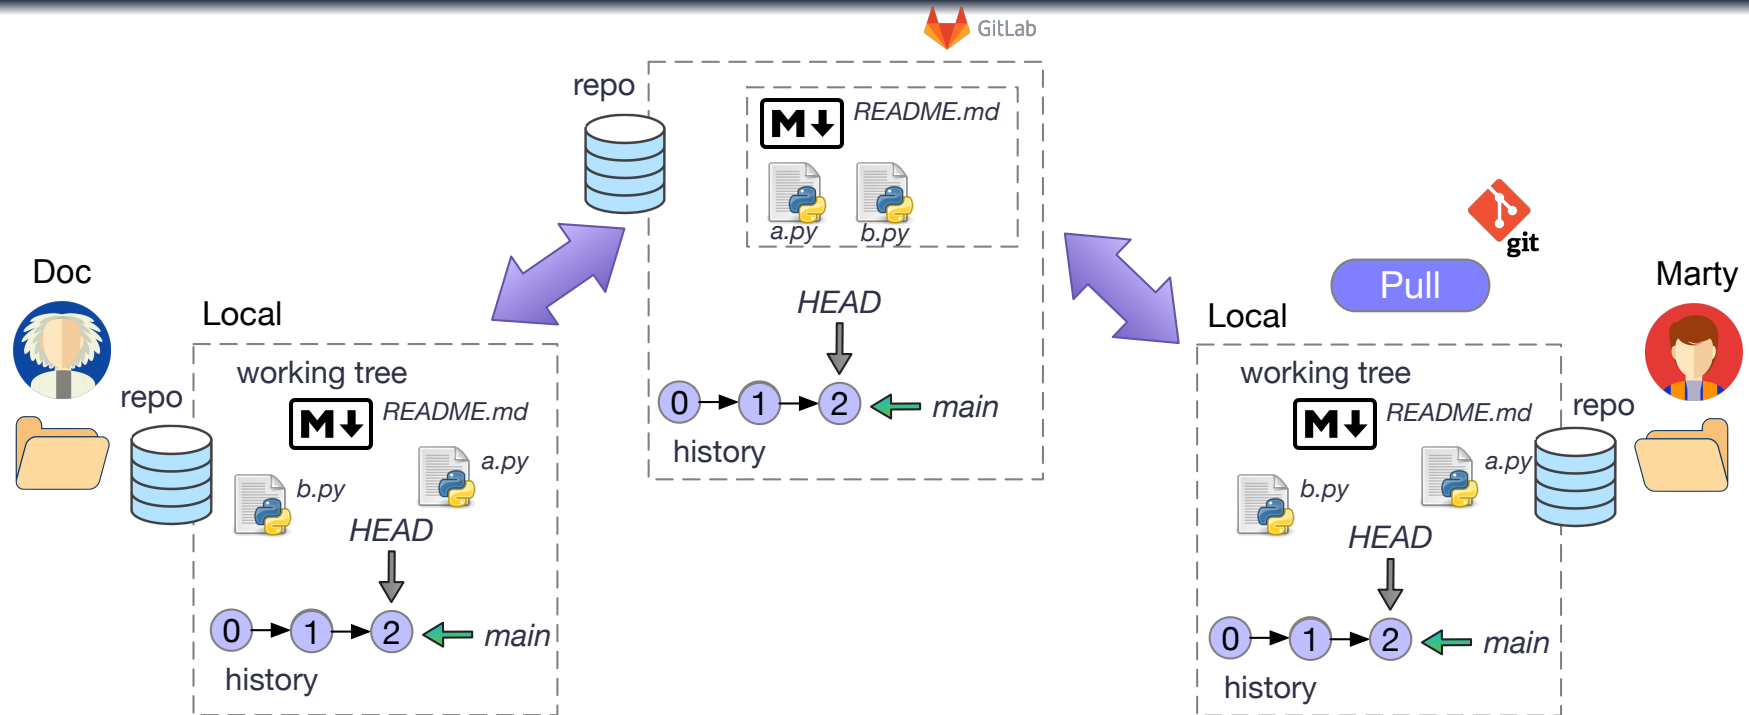 GitLab
repo
M README.md
a.py b.py
HEAD
0 1 2 main
history
Doc
Local
working tree
repo
M README.md
a.py
b.py
HEAD
0 1 2 main
history
git
Pull
Marty
Local
working tree
repo
M README.md
a.py
b.py
HEAD
0 1 2 main
history